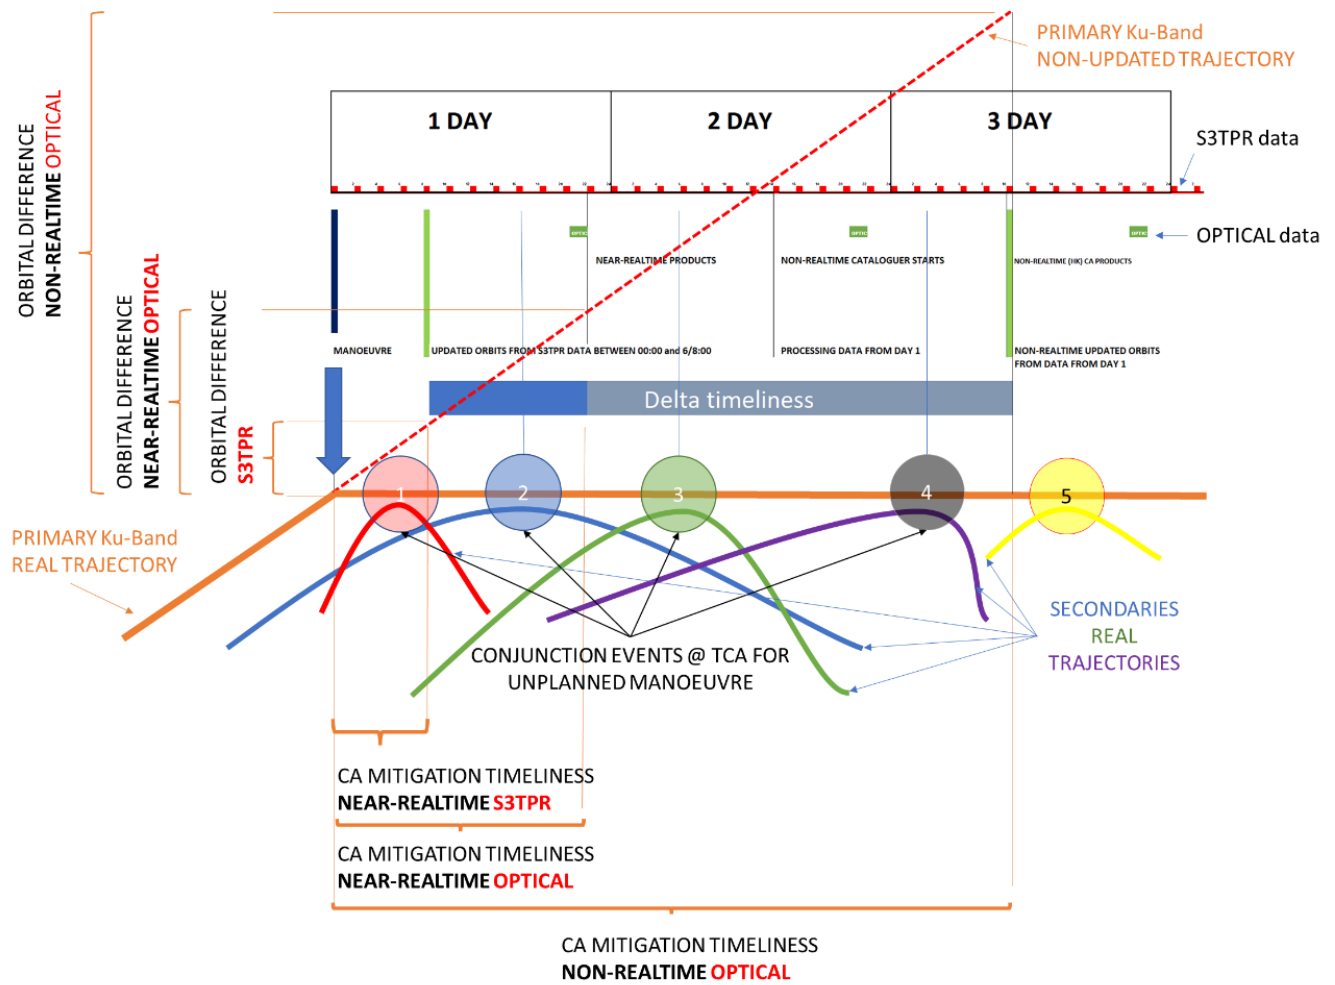 PRIMARY Ku-Band
NON-UPDATED TRAJECTORY
1 DAY
2 DAY
3 DAY
S3TPR data
ORBITAL DIFFERENCE
NON-REALTIME OPTICAL
OPTIC
OPTIC
OPTIC
OPTICAL data
NEAR-REALTIME PRODUCTS
NON-REALTIME CATALOGUER STARTS
NON-REALTIME (HK) CA PRODUCTS
ORBITAL DIFFERENCE
NEAR-REALTIME OPTICAL
ORBITAL DIFFERENCE
S3TPR
MANOEUVRE
UPDATED ORBITS FROM S3TPR DATA BETWEEN 00:00 and 6/8:00
PROCESSING DATA FROM DAY 1
NON-REALTIME UPDATED ORBITS
FROM DATA FROM DAY 1
Delta timeliness
1
2
3
4
5
PRIMARY Ku-Band
REAL TRAJECTORY
SECONDARIES
REAL
TRAJECTORIES
CONJUNCTION EVENTS @ TCA FOR
UNPLANNED MANOEUVRE
CA MITIGATION TIMELINESS
NEAR-REALTIME S3TPR
CA MITIGATION TIMELINESS
NEAR-REALTIME OPTICAL
CA MITIGATION TIMELINESS
NON-REALTIME OPTICAL